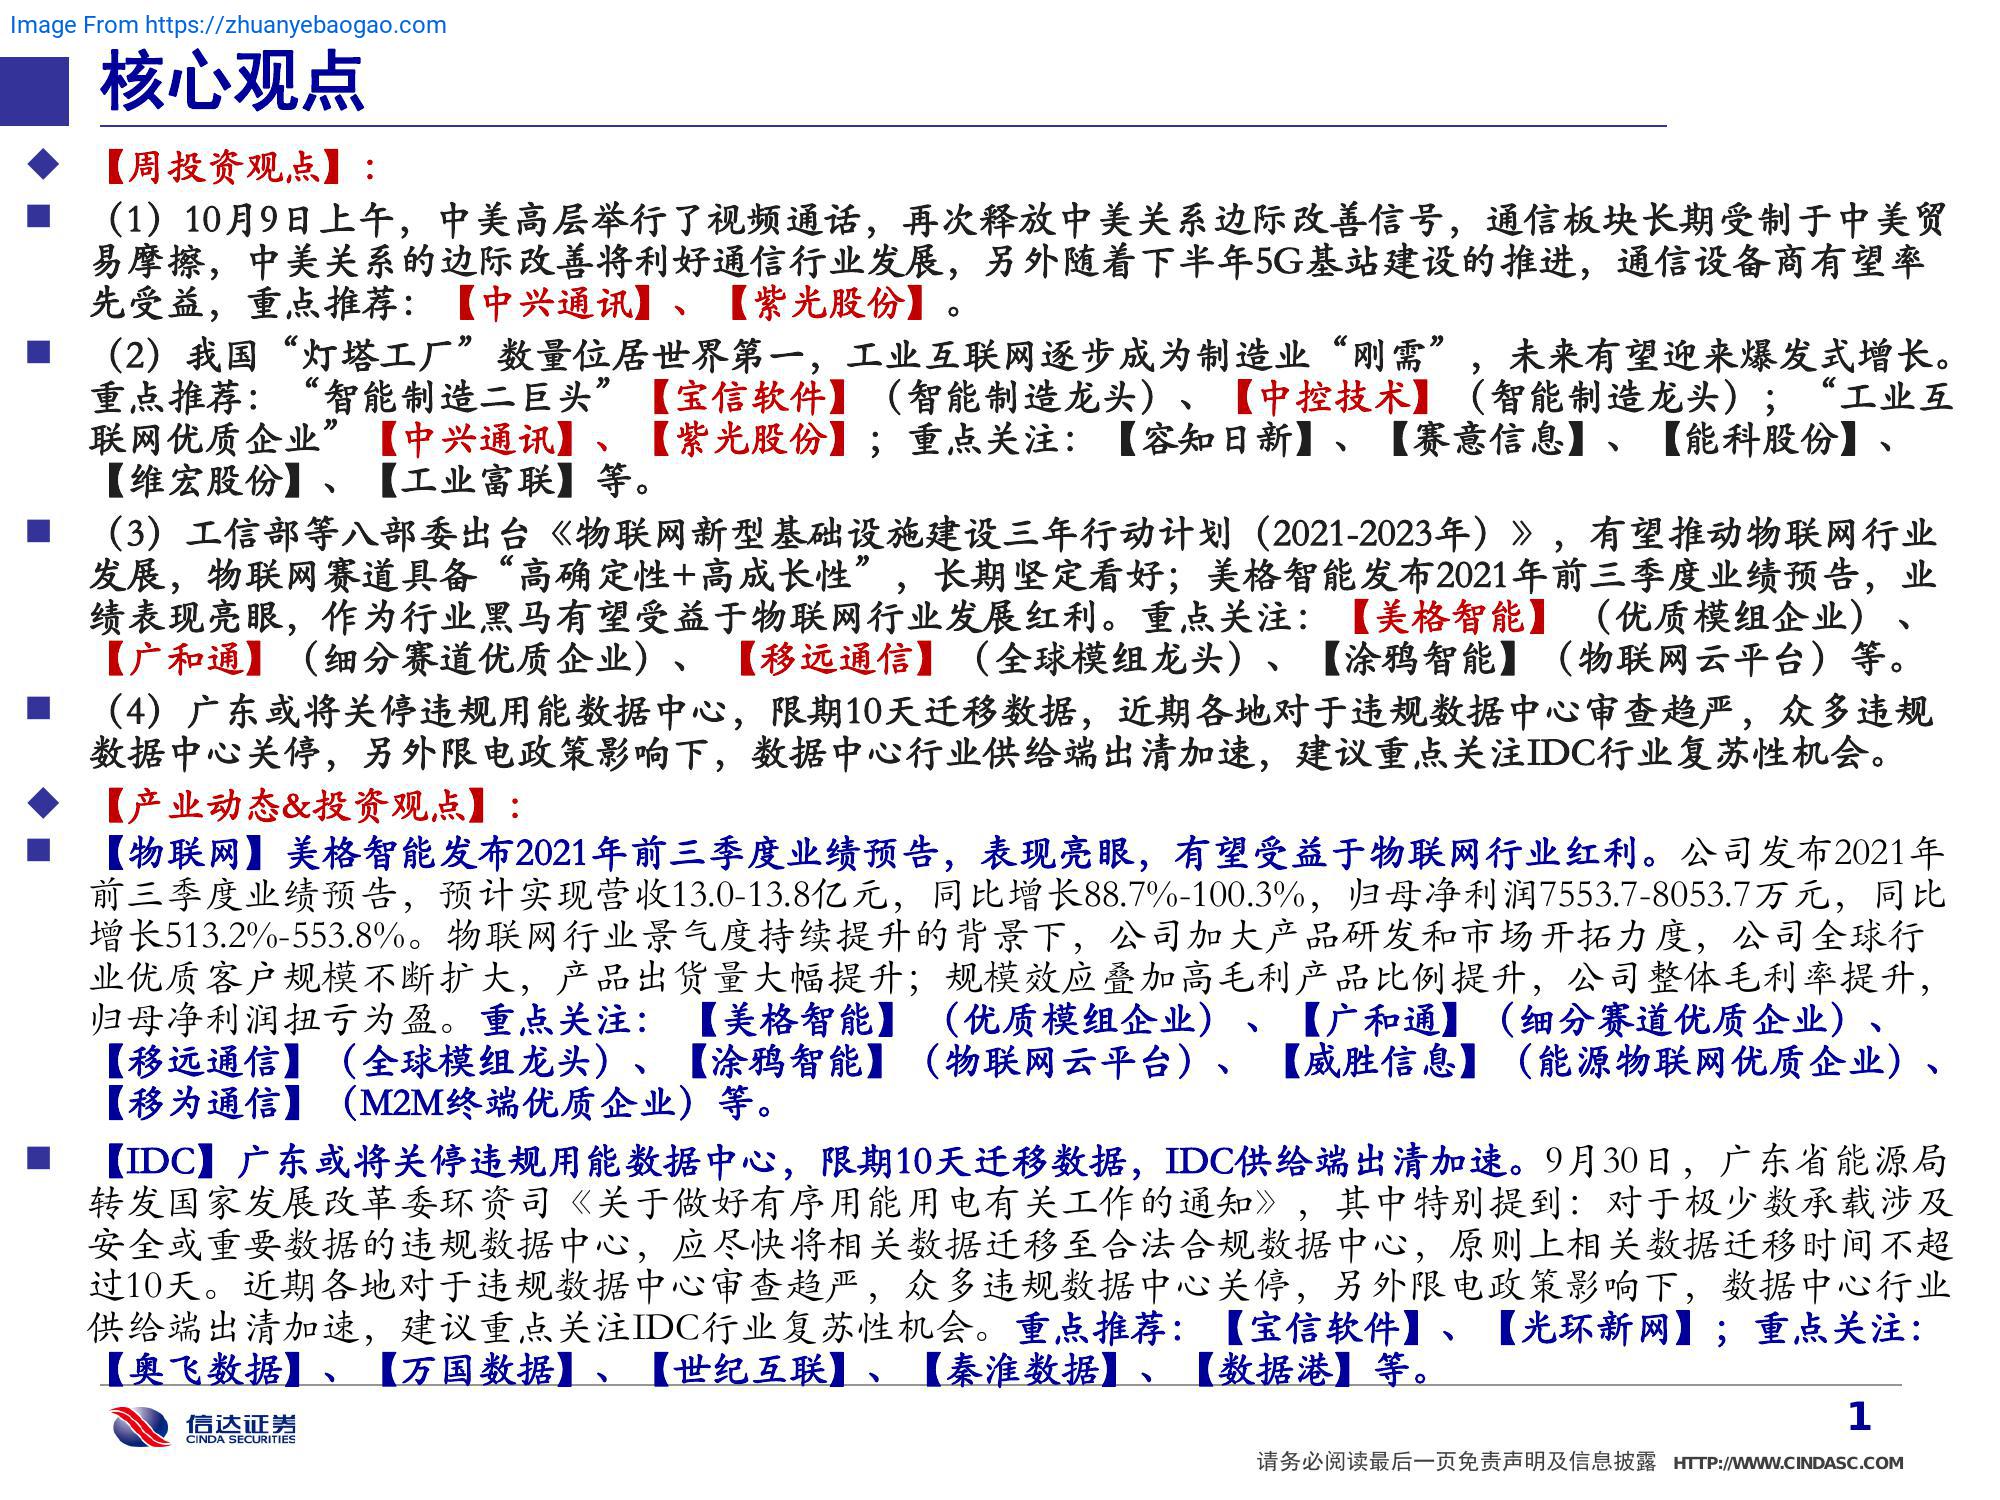 Image From https://zhuanyebaogao.com
核心观点
【周投资观点】：
（1）10月9日上午，中美高层举行了视频通话，再次释放中美关系边际改善信号，通信板块长期受制于中美贸
易摩擦，中美关系的边际改善将利好通信行业发展，另外随着下半年5G基站建设的推进，通信设备商有望率
先受益，重点推荐：【中兴通讯】、【紫光股份】。
（2）我国“灯塔工厂”数量位居世界第一，工业互联网逐步成为制造业“刚需”，未来有望迎来爆发式增长。
重点推荐：“智能制造二巨头”【宝信软件】（智能制造龙头）、【中控技术】（智能制造龙头）；“工业互
联网优质企业”【中兴通讯】、【紫光股份】；重点关注：【容知日新】、【赛意信息】、【能科股份】、
【维宏股份】、【工业富联】等。
（3）工信部等八部委出台《物联网新型基础设施建设三年行动计划（2021-2023年）》，有望推动物联网行业
发展，物联网赛道具备“高确定性+高成长性”，长期坚定看好；美格智能发布2021年前三季度业绩预告，业
绩表现亮眼，作为行业黑马有望受益于物联网行业发展红利。重点关注：【美格智能】（优质模组企业）、
【广和通】（细分赛道优质企业）、【移远通信】（全球模组龙头）、【涂鸦智能】（物联网云平台）等。
（4）广东或将关停违规用能数据中心，限期10天迁移数据，近期各地对于违规数据中心审查趋严，众多违规
数据中心关停，另外限电政策影响下，数据中心行业供给端出清加速，建议重点关注IDC行业复苏性机会。
【产业动态&投资观点】：
【物联网】美格智能发布2021年前三季度业绩预告，表现亮眼，有望受益于物联网行业红利。公司发布2021年
前三季度业绩预告，预计实现营收13.0-13.8亿元，同比增长88.7%-100.3%，归母净利润7553.7-8053.7万元，同比
增长513.2%-553.8%。物联网行业景气度持续提升的背景下，公司加大产品研发和市场开拓力度，公司全球行
业优质客户规模不断扩大，产品出货量大幅提升；规模效应叠加高毛利产品比例提升，公司整体毛利率提升，
归母净利润扭亏为盈。重点关注：【美格智能】（优质模组企业）、【广和通】（细分赛道优质企业）、
【移远通信】（全球模组龙头）、【涂鸦智能】（物联网云平台）、【威胜信息】（能源物联网优质企业）、
【移为通信】（M2M终端优质企业）等。
【IDC】广东或将关停违规用能数据中心，限期10天迁移数据，IDC供给端出清加速。9月30日，广东省能源局
转发国家发展改革委环资司《关于做好有序用能用电有关工作的通知》，其中特别提到：对于极少数承载涉及
安全或重要数据的违规数据中心，应尽快将相关数据迁移至合法合规数据中心，原则上相关数据迁移时间不超
过10天。近期各地对于违规数据中心审查趋严，众多违规数据中心关停，另外限电政策影响下，数据中心行业
供给端出清加速，建议重点关注IDC行业复苏性机会。重点推荐：【宝信软件】、【光环新网】；重点关注：
【奥飞数据】、【万国数据】、【世纪互联】、【秦淮数据】、【数据港】等。
信达证券
CINDA SECURITIES
1
请务必阅读最后一页免责声明及信息披露 HTTP://WWW.CINDASC.COM